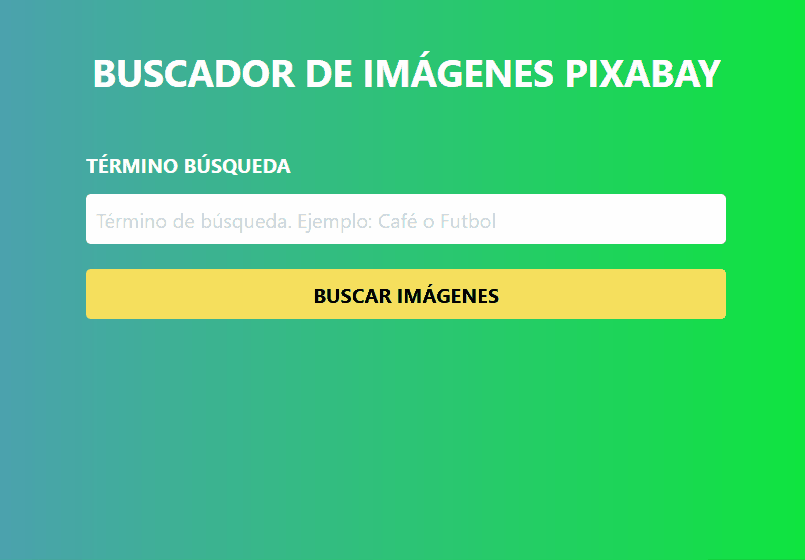 BUSCADOR DE IMÁGENES PIXABAY
TÉRMINO BÚSQUEDA
Término de búsqueda. Ejemplo: Café o Futbol
BUSCAR IMÁGENES